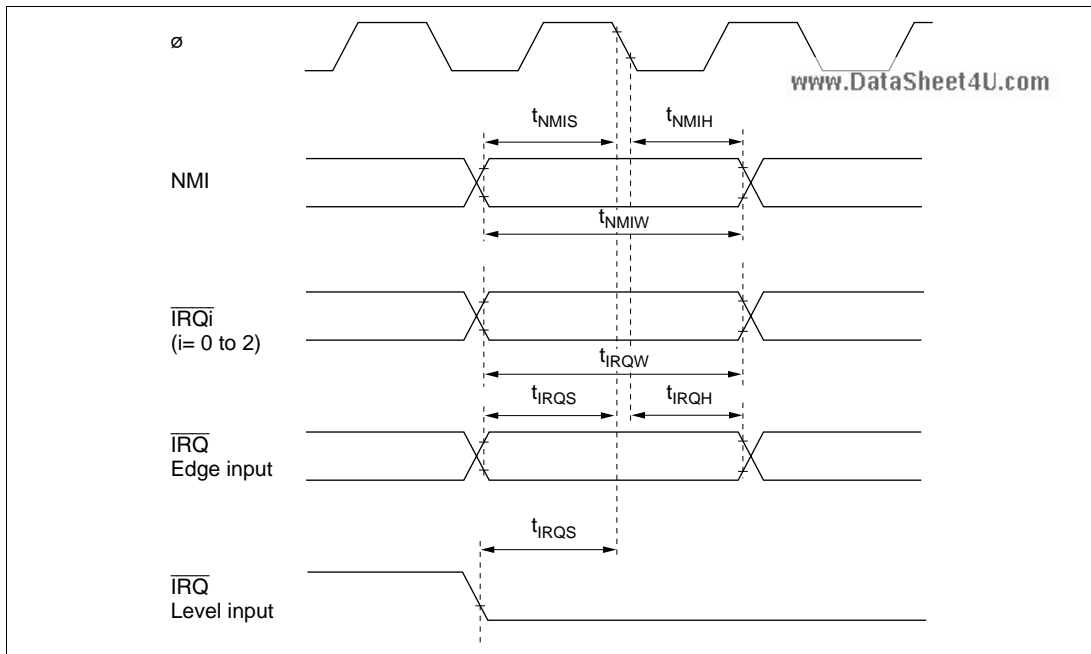 ø
www.DataSheet4U.com
tNMIS
tNMIH
NMI
tNMIW
IRQi
(i= 0 to 2)
tIRQW
tIRQS
tIRQH
IRQ
Edge input
tIRQS
IRQ
Level input